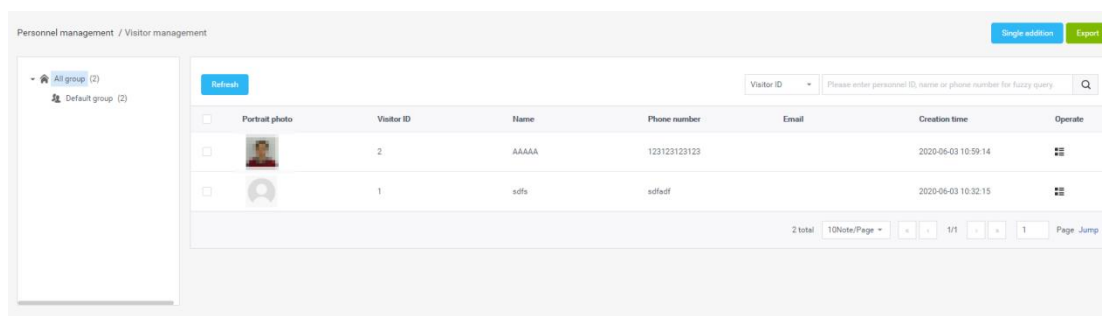 Personnel management / Visitor management
Single addition Export
All group (2)
Default group (2)
Refresh
Visitor ID Please enter personnel ID, name or phone number for fuzzy query.
Portrait photo Visitor ID Name Phone number Email Creation time Operate
2 AAAAA 123123123123 2020-06-03 10:59:14
1 sdfs sdfadf 2020-06-03 10:32:15
2 total 10Note/Page « ‹ 1/1 › » 1 Page Jump